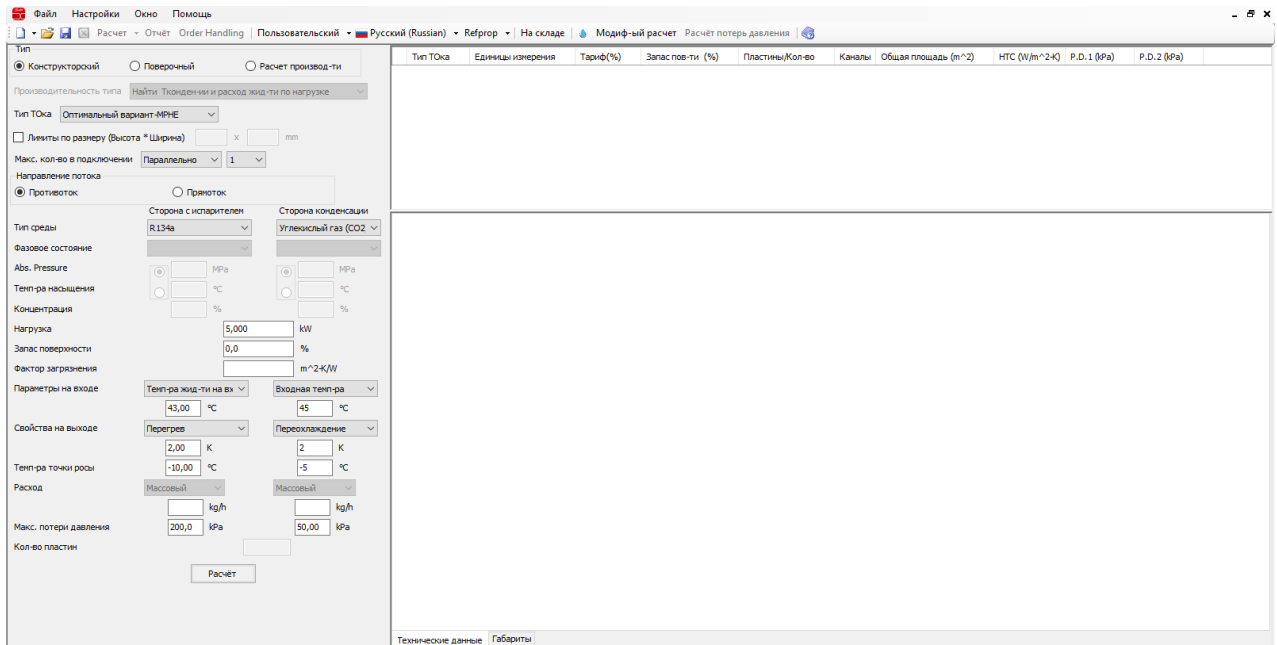 Файл Настройки Окно Помощь
Расчет Отчёт Order Handling Пользовательский Русский (Russian) Refprop На складе Модиф-ый расчет Расчёт потерь давления
Тип
Конструкторский Поверочный Расчет производ-ти
Производительность типа Найти Тконден-ии и расход жид-ти по нагрузке
Тип ТОка Оптимальный вариант-MPHE
Лимиты по размеру (Высота * Ширина) x mm
Макс. кол-во в подключении Параллельно 1
Направление потока
Противоток Прямоток
Сторона с испарителем Сторона конденсации
Тип среды R134a Углекислый газ (CO2
Фазовое состояние
Abs. Pressure MPa MPa
Темп-ра насыщения °C °C
Концентрация % %
Нагрузка 5,000 kW
Запас поверхности 0,0 %
Фактор загрязнения m^2-K/W
Параметры на входе Темп-ра жид-ти на вх Входная темп-ра
43,00 °C 45 °C
Свойства на выходе Перегрев Переохлаждение
2,00 K 2 K
Темп-ра точки росы -10,00 °C -5 °C
Расход Массовый Массовый
kg/h kg/h
Макс. потери давления 200,0 kPa 50,00 kPa
Кол-во пластин
Расчёт
Тип ТОка Единицы измерения Тариф(%) Запас пов-ти (%) Пластины/Кол-во Каналы Общая площадь (m^2) HTC (W/m^2-K) P.D.1 (kPa) P.D.2 (kPa)
Технические данные Габариты